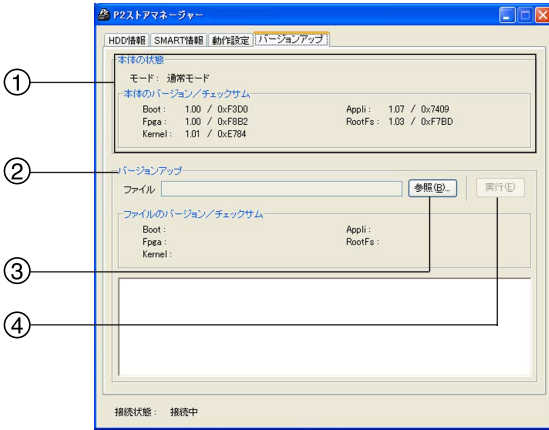 P2ストアマネージャー
HDD情報 SMART情報 動作設定 バージョンアップ
本体の状態
① モード： 通常モード
本体のバージョン／チェックサム
Boot： 1.00 / 0xF3D0 Appli： 1.07 / 0x7409
Fpga： 1.00 / 0xF8B2 RootFs： 1.03 / 0xF7BD
Kernel： 1.01 / 0xE784
② バージョンアップ
ファイル 参照(B)... 実行(E)
ファイルのバージョン／チェックサム
Boot： Appli：
Fpga： RootFs：
Kernel：
③
④
接続状態： 接続中